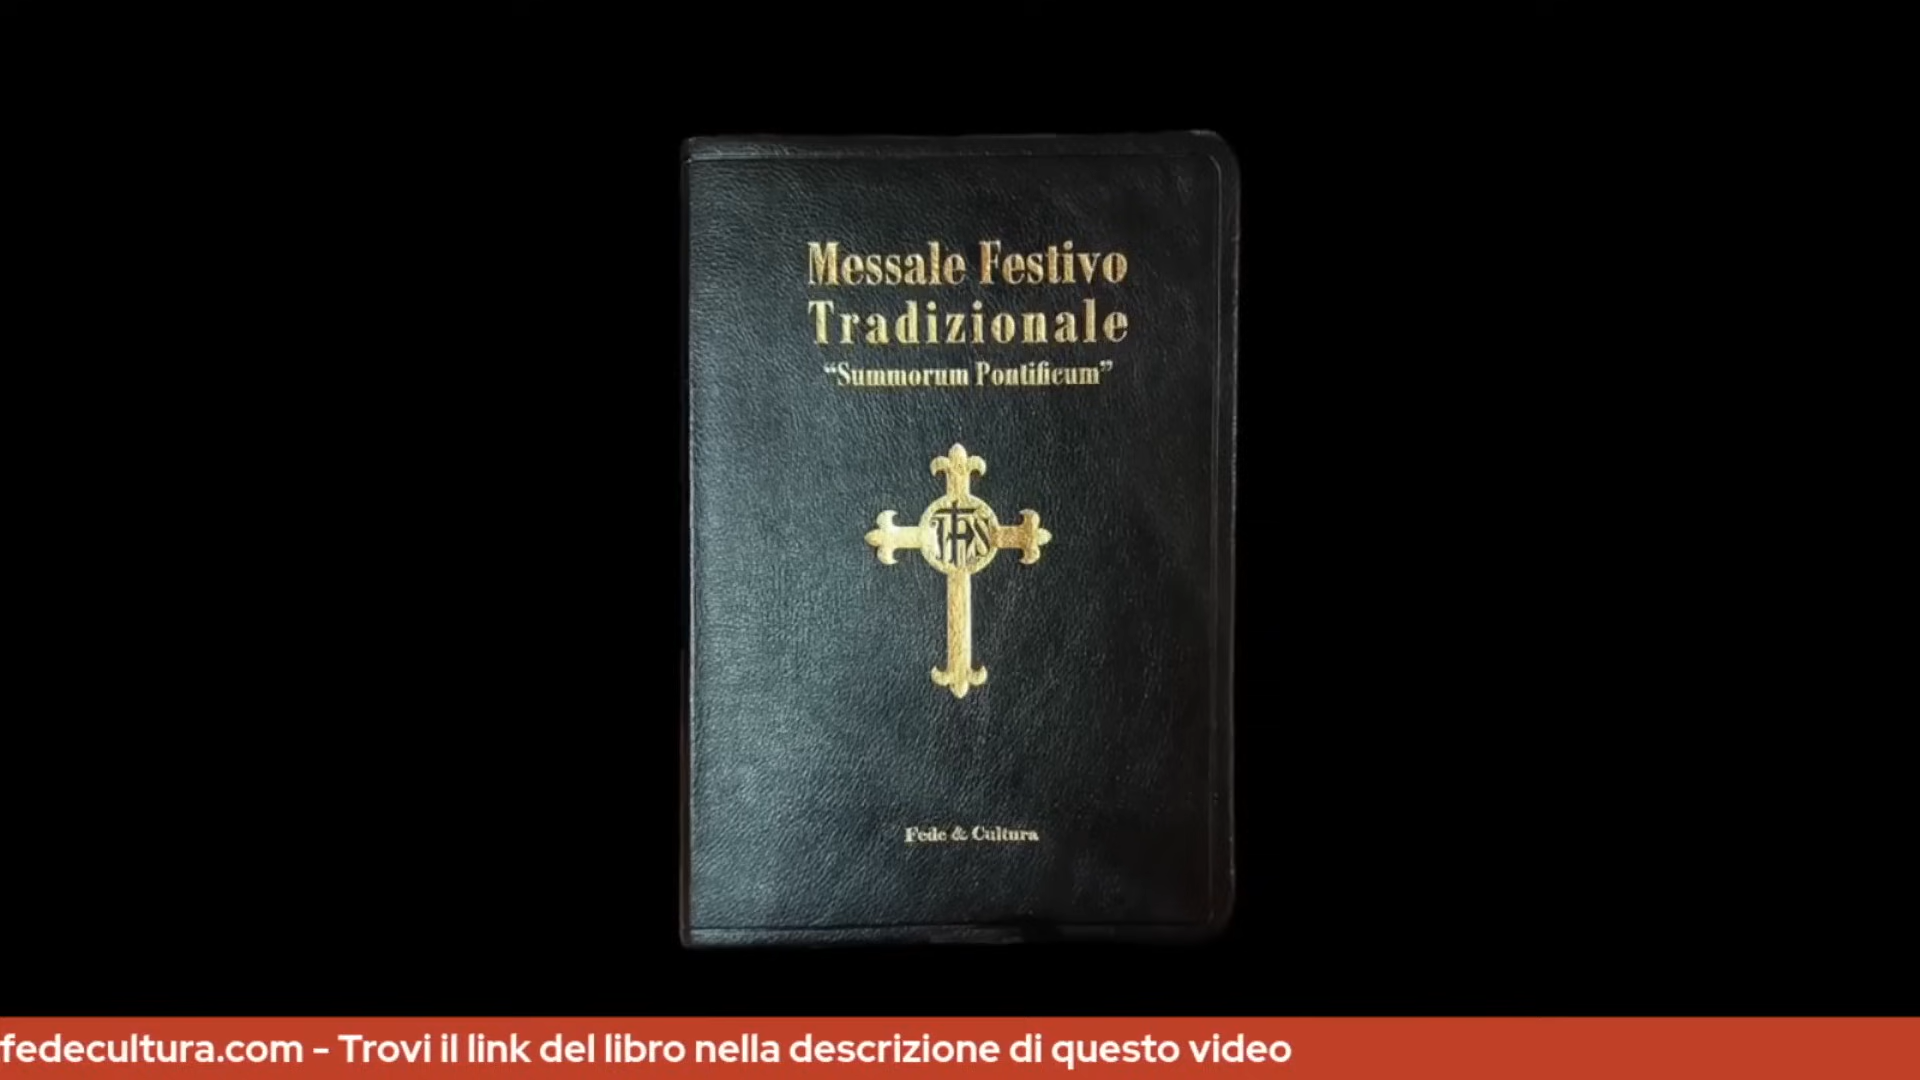 Messale Festivo
Tradizionale
“Summorum Pontificum”
IHS
Fede & Cultura
fedecultura.com - Trovi il link del libro nella descrizione di questo video